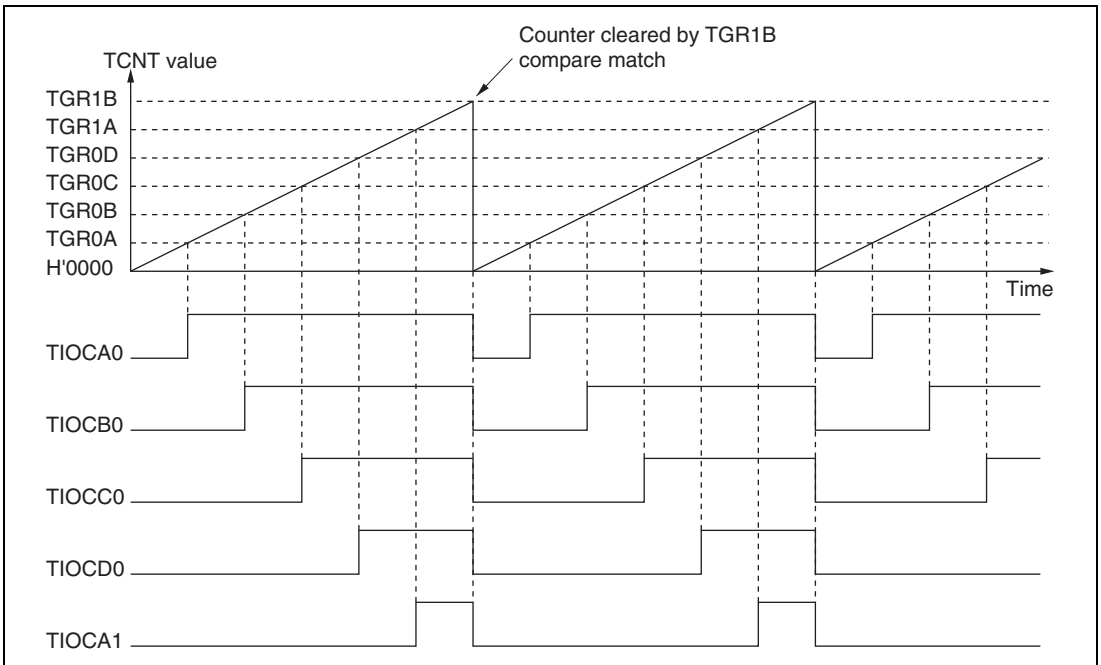 Counter cleared by TGR1B
compare match
TCNT value
TGR1B
TGR1A
TGR0D
TGR0C
TGR0B
TGR0A
H'0000
Time
TIOCA0
TIOCB0
TIOCC0
TIOCD0
TIOCA1